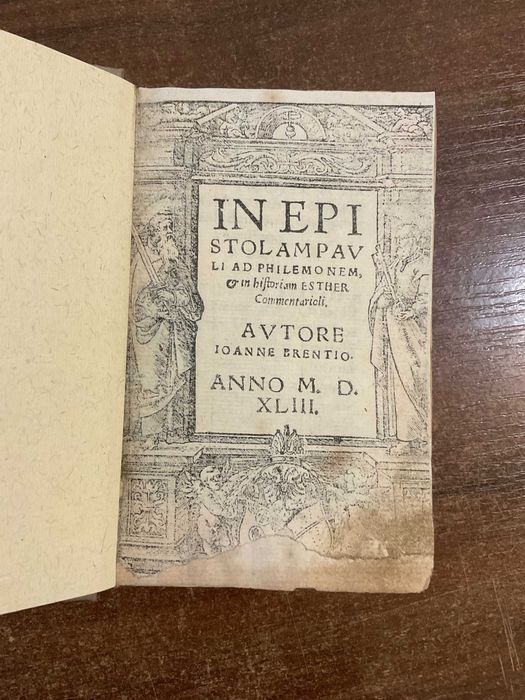 IN EPI
STOLAM PAV
LI AD PHILEMONEM,
& in historiam ESTHER
Commentarioli.
AVTORE
IOANNE BRENTIO.
ANNO M. D.
XLIII.